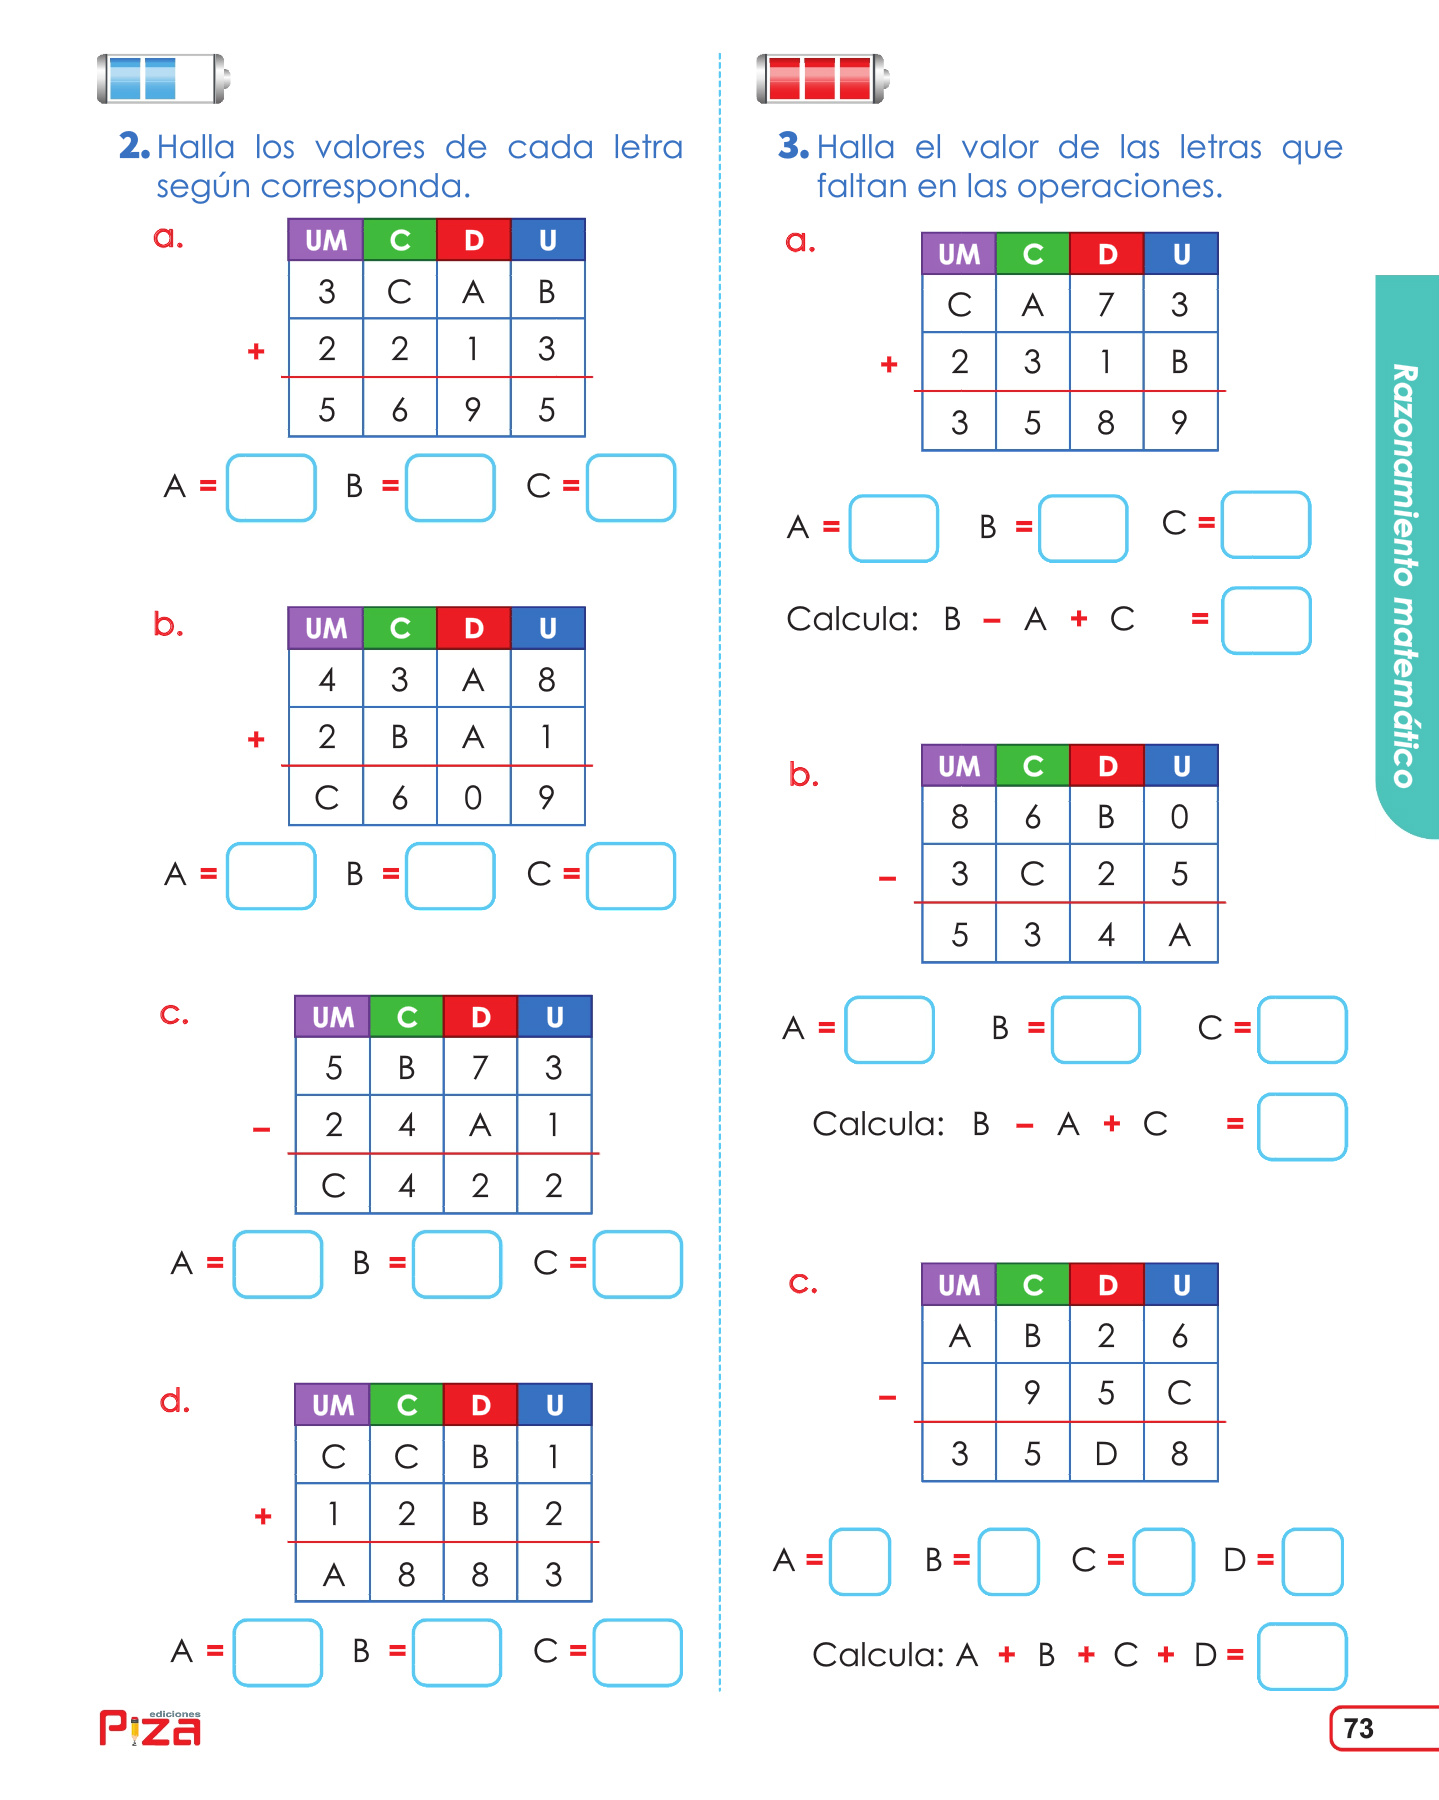 2. Halla los valores de cada letra
según corresponda.
a.
UM C D U
3 C A B
+ 2 2 1 3
5 6 9 5
A = B = C =
b.
UM C D U
4 3 A 8
+ 2 B A 1
C 6 0 9
A = B = C =
c.
UM C D U
5 B 7 3
– 2 4 A 1
C 4 2 2
A = B = C =
d.
UM C D U
C C B 1
+ 1 2 B 2
A 8 8 3
A = B = C =
ediciones
Piza
3. Halla el valor de las letras que
faltan en las operaciones.
a.
UM C D U
C A 7 3
+ 2 3 1 B
3 5 8 9
A = B = C =
Calcula: B – A + C =
b.
UM C D U
8 6 B 0
– 3 C 2 5
5 3 4 A
A = B = C =
Calcula: B – A + C =
c.
UM C D U
A B 2 6
– 9 5 C
3 5 D 8
A = B = C = D =
Calcula: A + B + C + D =
Razonamiento matemático
73